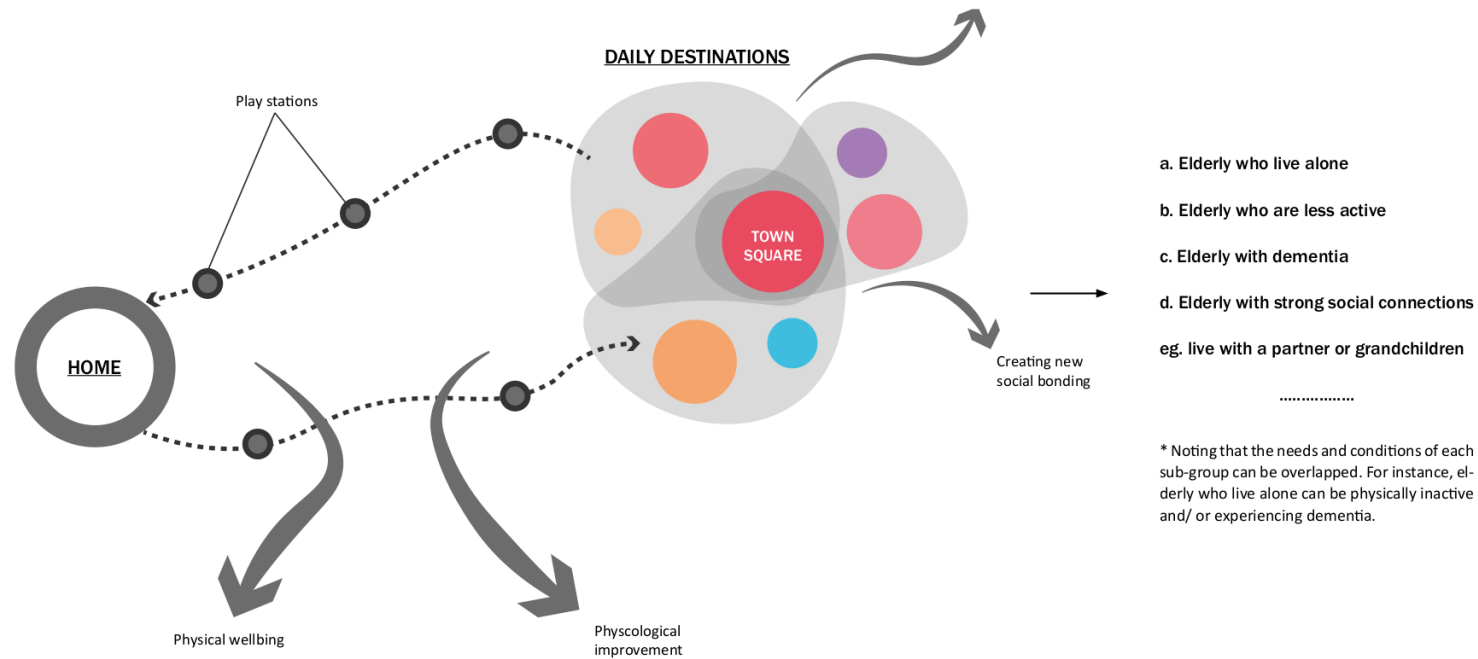 DAILY DESTINATIONS
Play stations
TOWN
SQUARE
HOME
Creating new
social bonding
Physical wellbing
Physcological
improvement
a. Elderly who live alone
b. Elderly who are less active
c. Elderly with dementia
d. Elderly with strong social connections
eg. live with a partner or grandchildren
.................
* Noting that the needs and conditions of each
sub-group can be overlapped. For instance, el-
derly who live alone can be physically inactive
and/ or experiencing dementia.